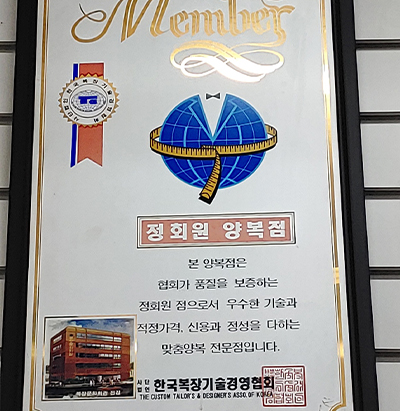 Member
정회원 양복점
본 양복점은
협회가 품질을 보증하는
정회원 점으로서 우수한 기술과
적정가격, 신용과 정성을 다하는
맞춤양복 전문점입니다.
사단법인 한국복장기술경영협회
THE CUSTOM TAILOR'S & DESIGNER'S ASSO. OF KOREA